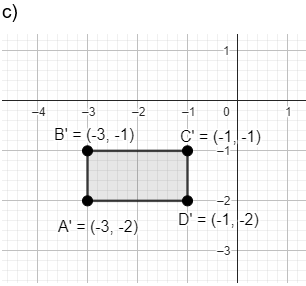 c)
1
−4 −3 −2 −1 0 1
B' = (-3, -1) C' = (-1, -1)
−1
−2
A' = (-3, -2) D' = (-1, -2)
−3